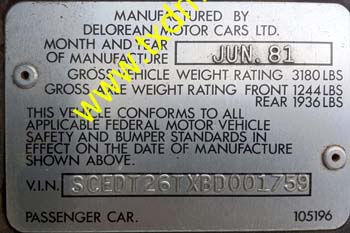 MANUFACTURED BY
DELOREAN MOTOR CARS LTD.
MONTH AND YEAR
OF MANUFACTURE JUN. 81
GROSS VEHICLE WEIGHT RATING 3180 LBS
GROSS AXLE WEIGHT RATING FRONT 1244 LBS
REAR 1936 LBS
THIS VEHICLE CONFORMS TO ALL
APPLICABLE FEDERAL MOTOR VEHICLE
SAFETY AND BUMPER STANDARDS IN
EFFECT ON THE DATE OF MANUFACTURE
SHOWN ABOVE.
V.I.N. SCEDT26TXBD001759
PASSENGER CAR. 105196